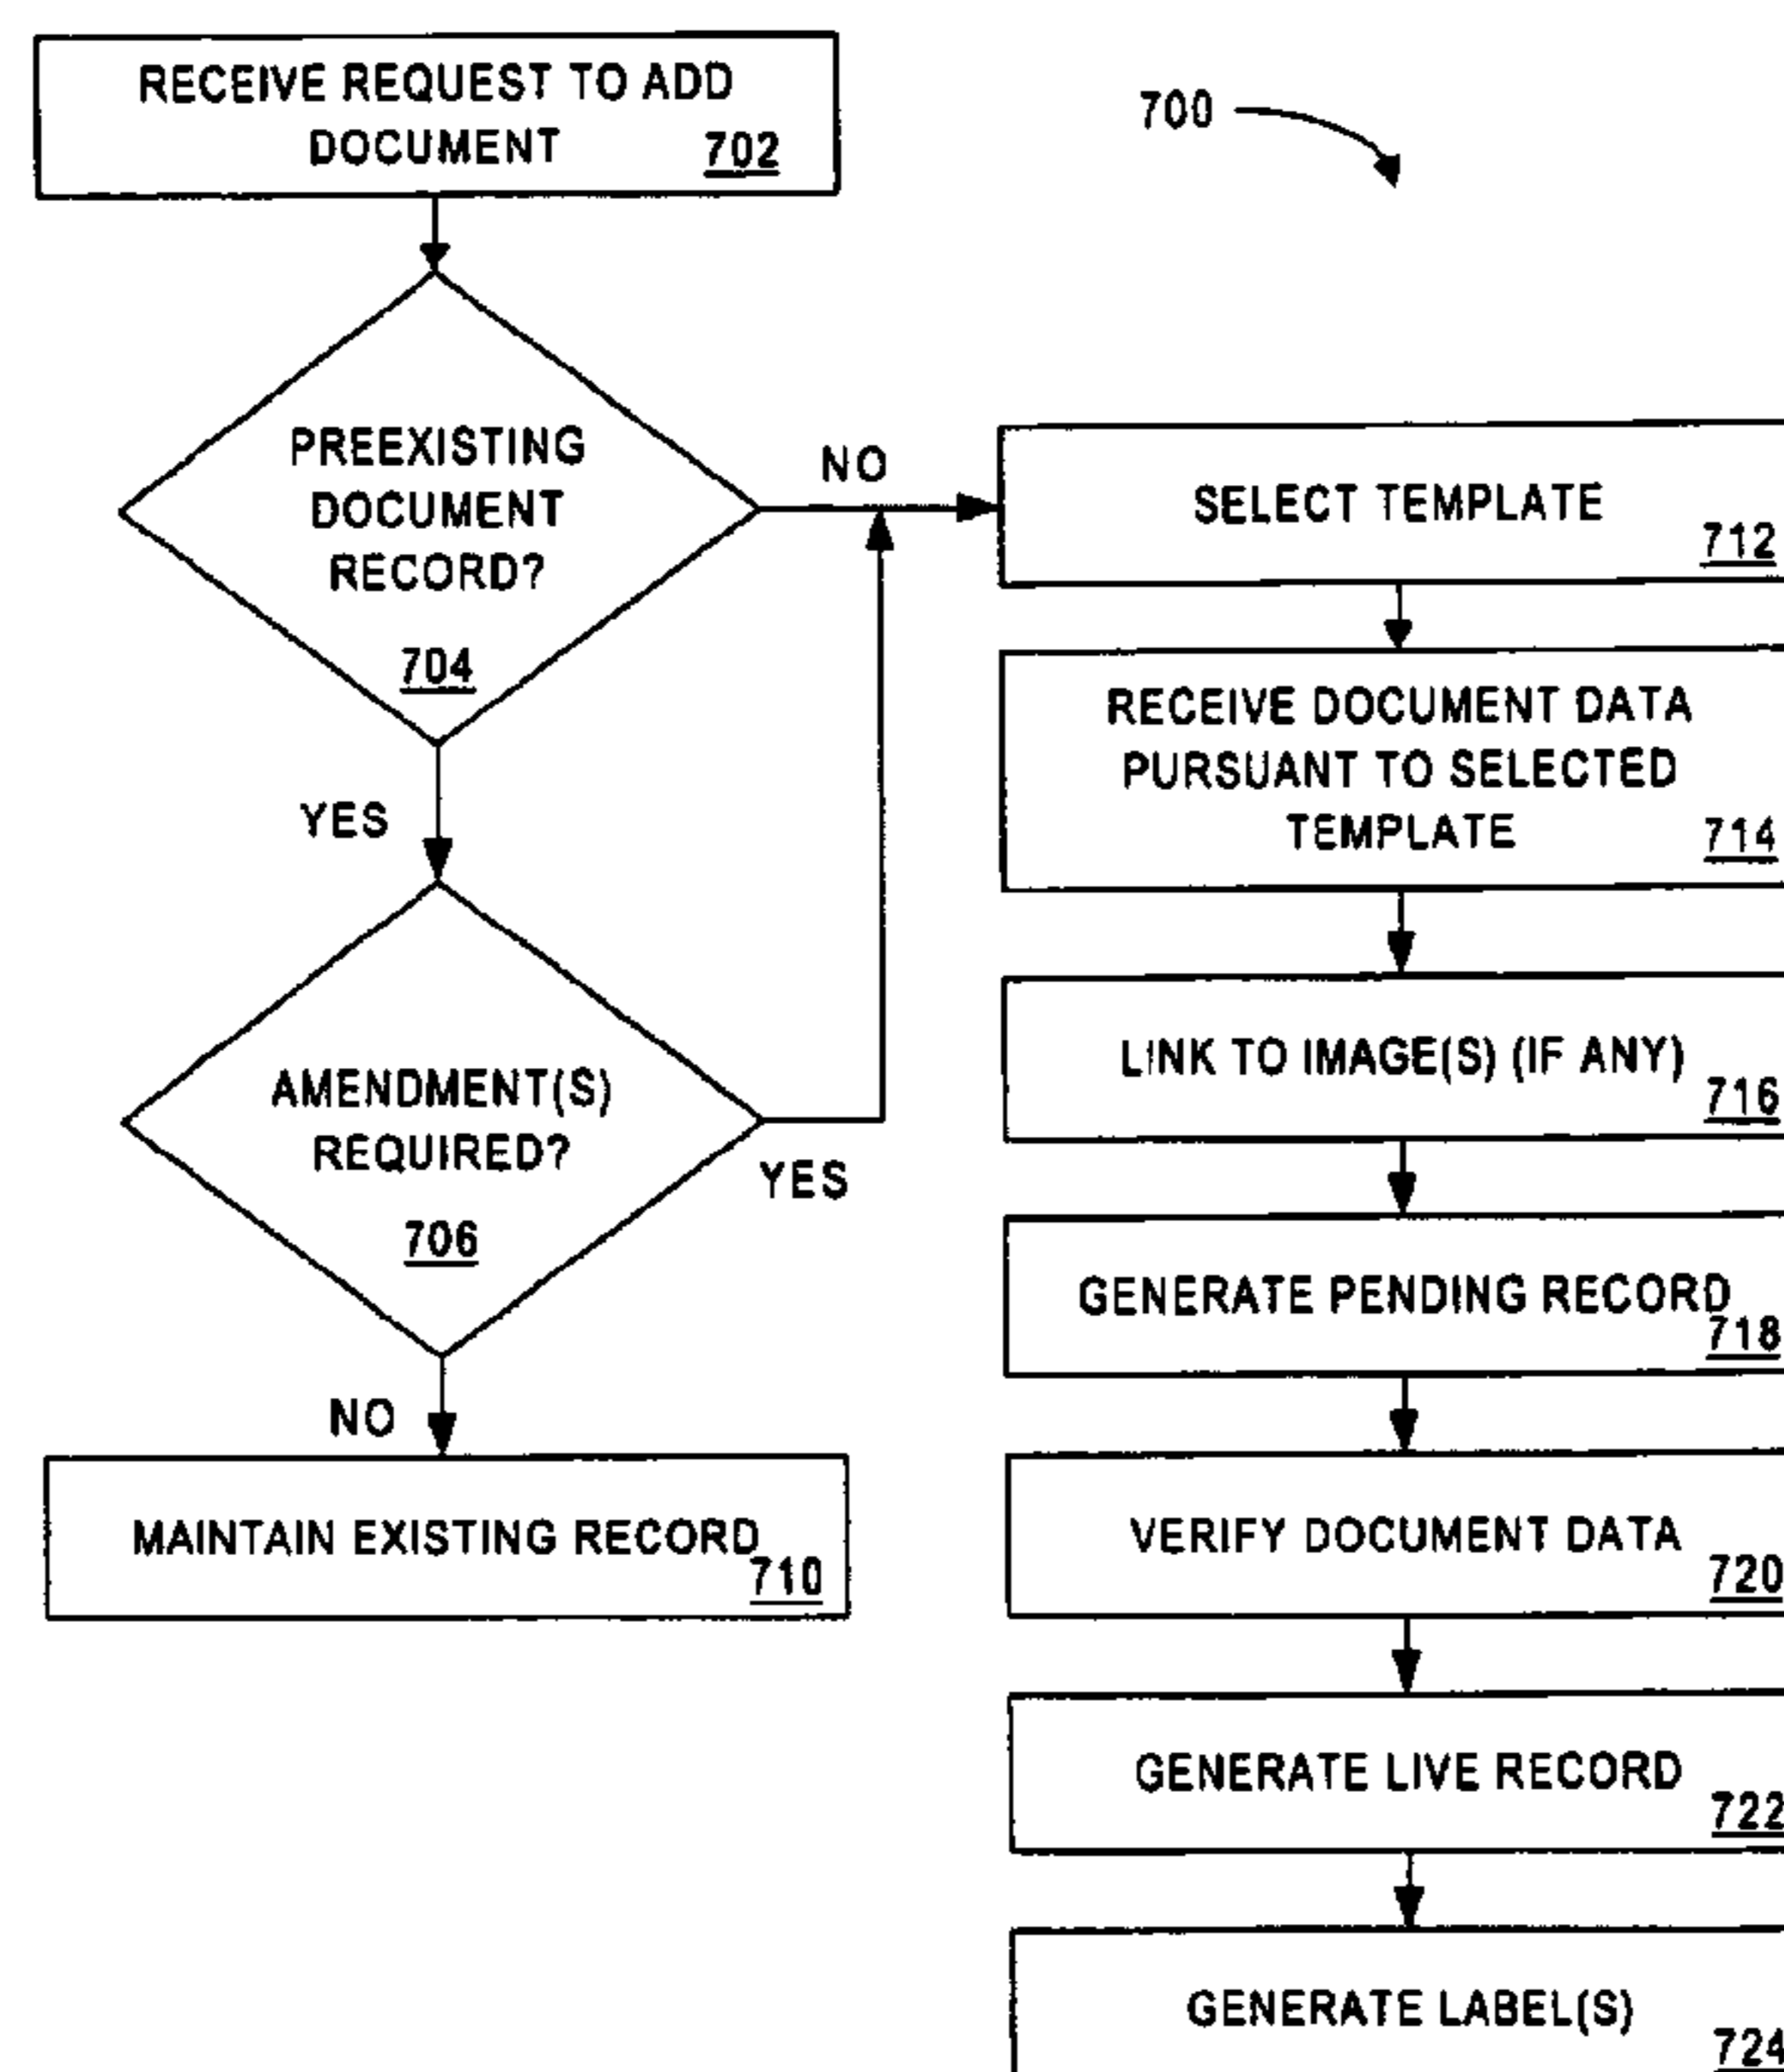 RECEIVE REQUEST TO ADD
DOCUMENT 702
700
PREEXISTING
DOCUMENT
RECORD?
704
NO
YES
AMENDMENT(S)
REQUIRED?
706
YES
NO
MAINTAIN EXISTING RECORD
710
SELECT TEMPLATE
712
RECEIVE DOCUMENT DATA
PURSUANT TO SELECTED
TEMPLATE 714
LINK TO IMAGE(S) (IF ANY)
716
GENERATE PENDING RECORD
718
VERIFY DOCUMENT DATA
720
GENERATE LIVE RECORD
722
GENERATE LABEL(S)
724